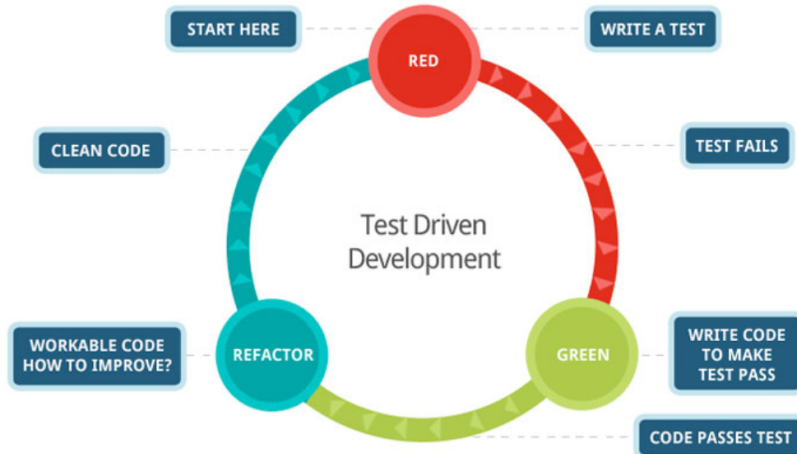 START HERE
RED
WRITE A TEST
CLEAN CODE
TEST FAILS
Test Driven
Development
WORKABLE CODE
HOW TO IMPROVE?
REFACTOR
GREEN
WRITE CODE
TO MAKE
TEST PASS
CODE PASSES TEST